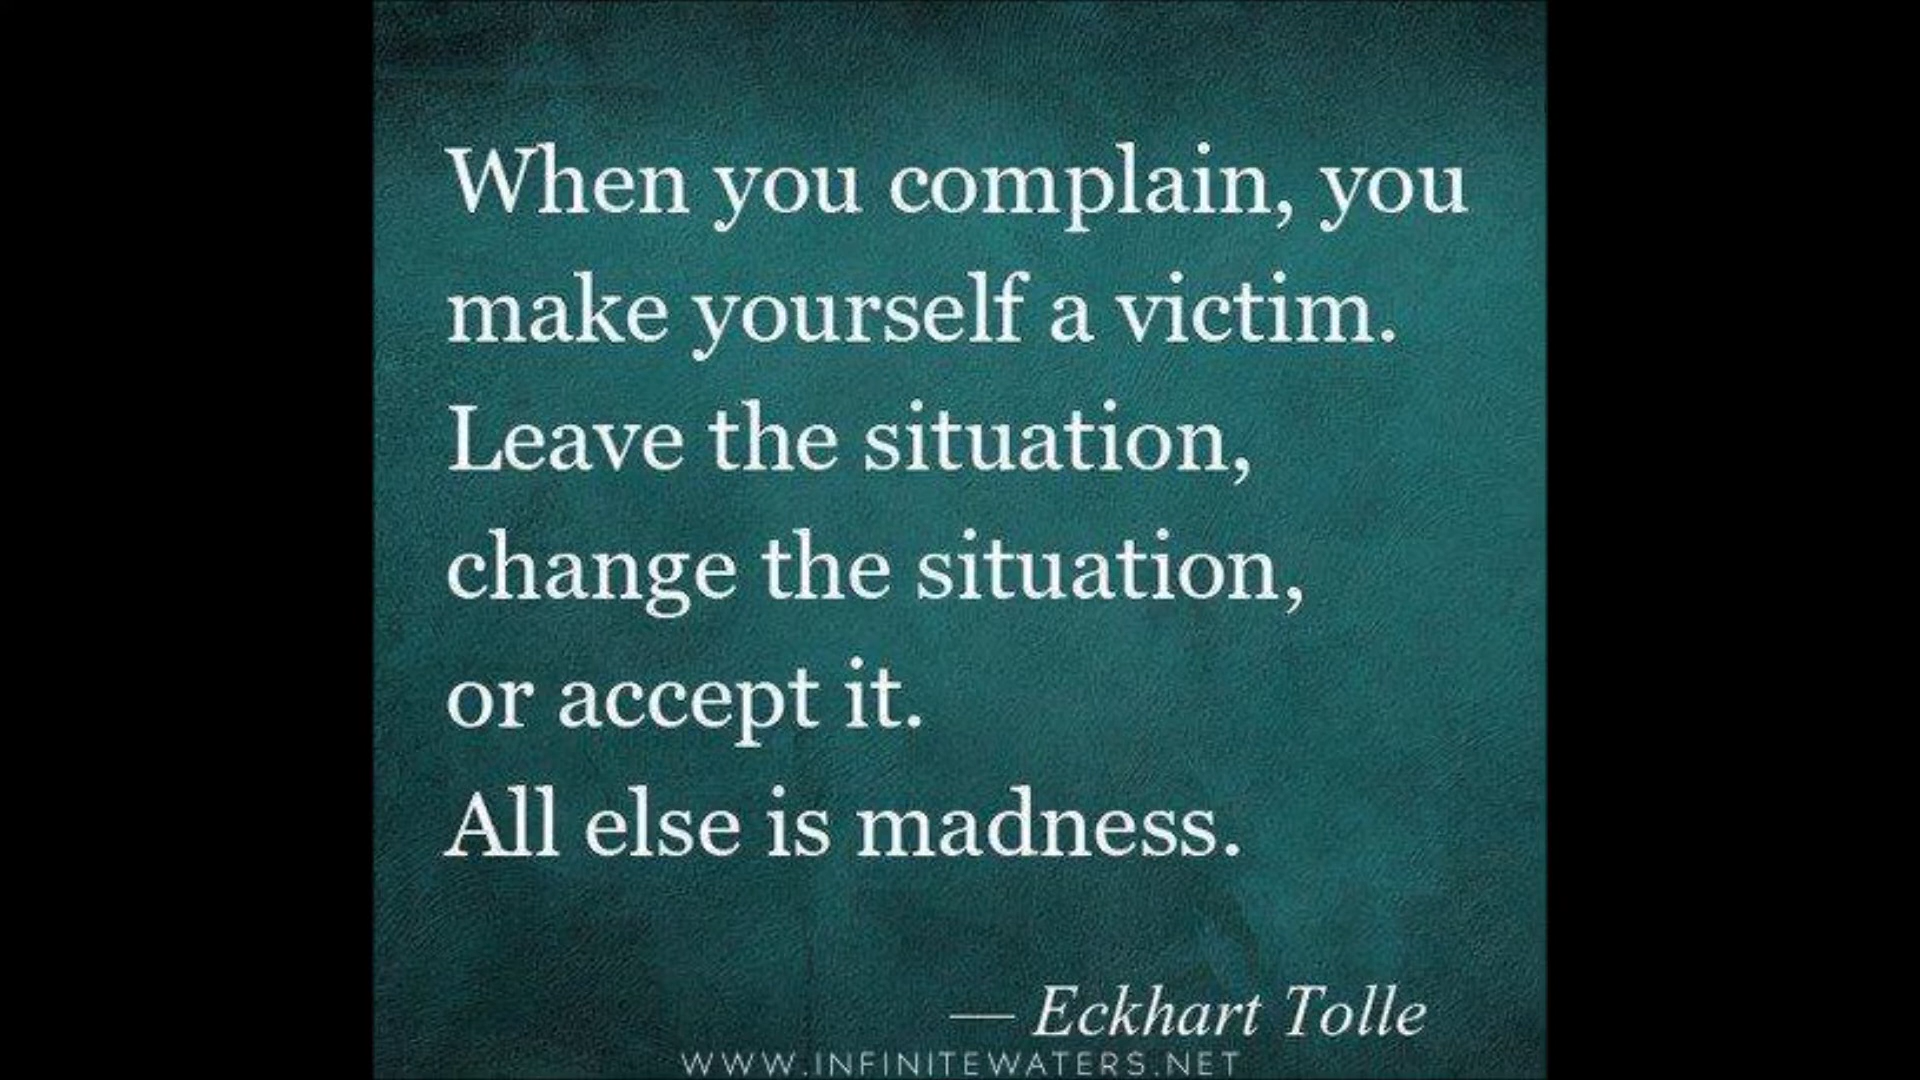 When you complain, you
make yourself a victim.
Leave the situation,
change the situation,
or accept it.
All else is madness.
— Eckhart Tolle
WWW.INFINITEWATERS.NET